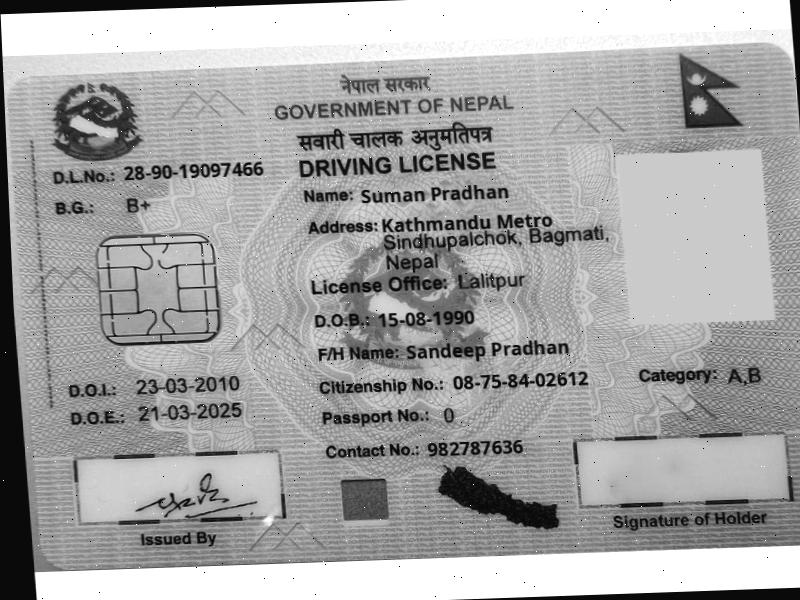 नेपाल सरकार
GOVERNMENT OF NEPAL
सवारी चालक अनुमतिपत्र
DRIVING LICENSE
D.L.No.: 28-90-19097466
B.G.: B+
Name: Suman Pradhan
Address: Kathmandu Metro
Sindhupalchok, Bagmati,
Nepal
License Office: Lalitpur
D.O.B.: 15-08-1990
F/H Name: Sandeep Pradhan
D.O.I.: 23-03-2010
Citizenship No.: 08-75-84-02612
Category: A,B
D.O.E.: 21-03-2025
Passport No.: 0
Contact No.: 982787636
Issued By
Signature of Holder